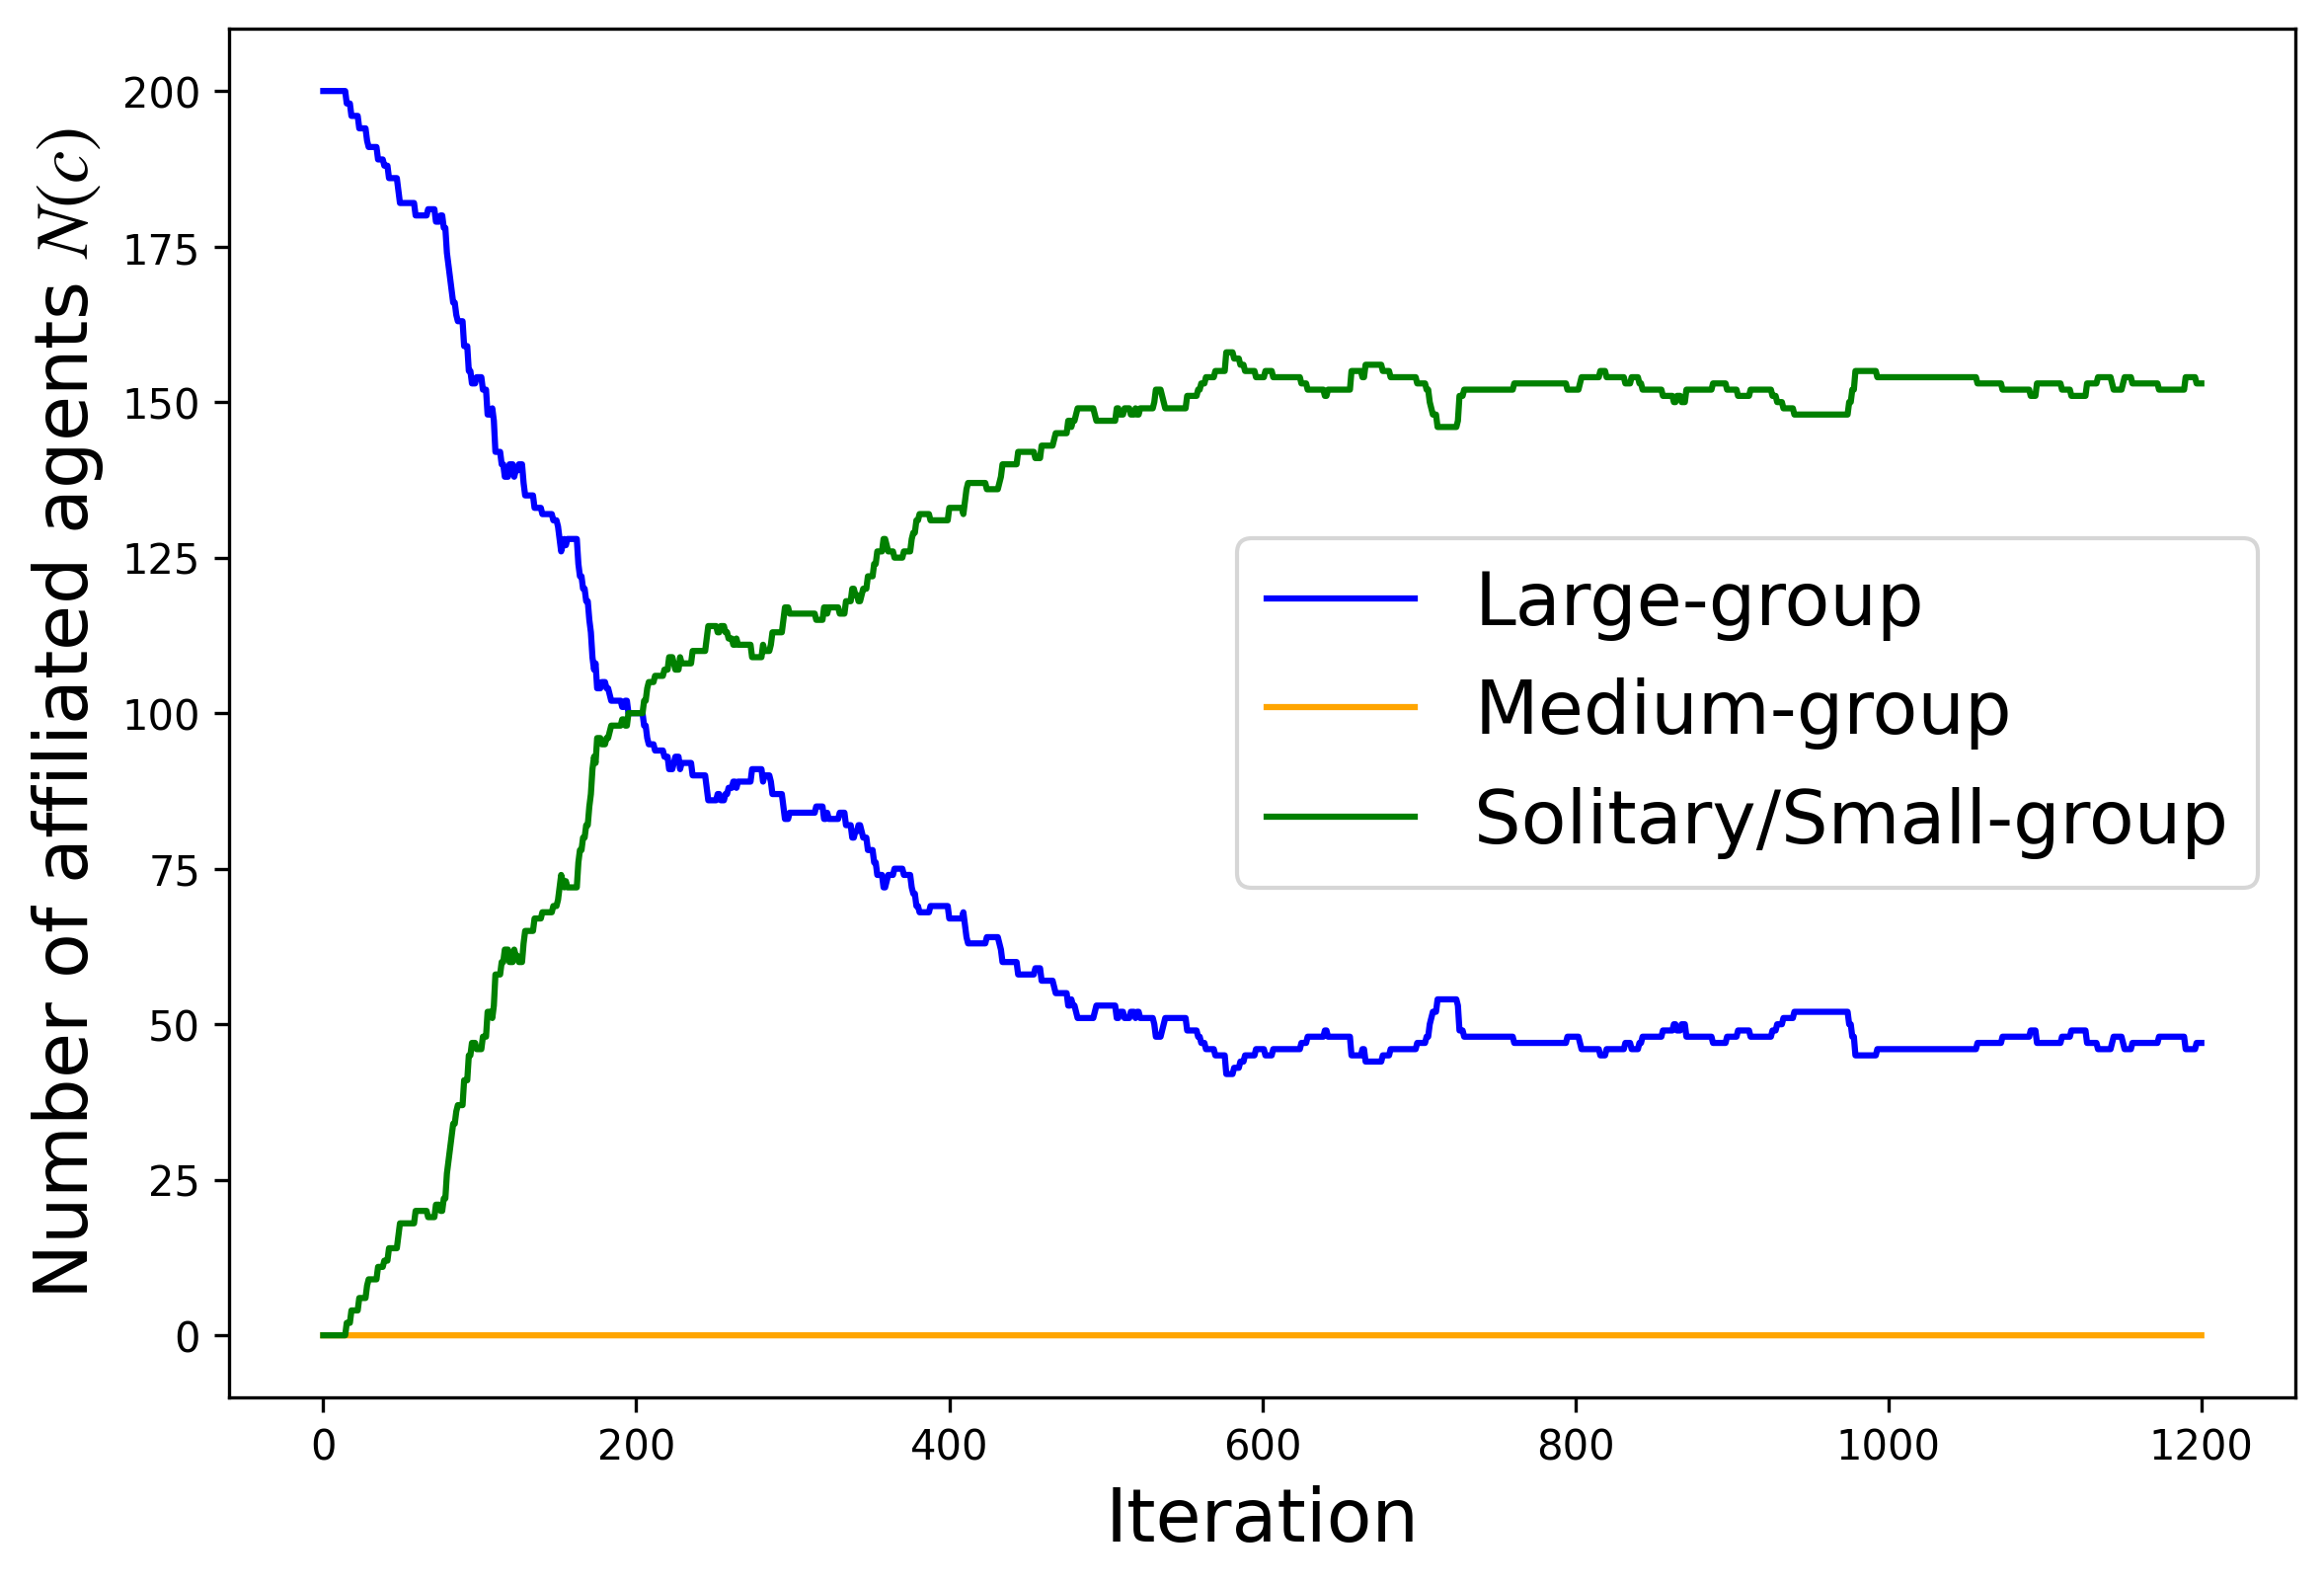 Number of affiliated agents N(c)
200
175
150
125
100
75
50
25
0
Large-group
Medium-group
Solitary/Small-group
0 200 400 600 800 1000 1200
Iteration